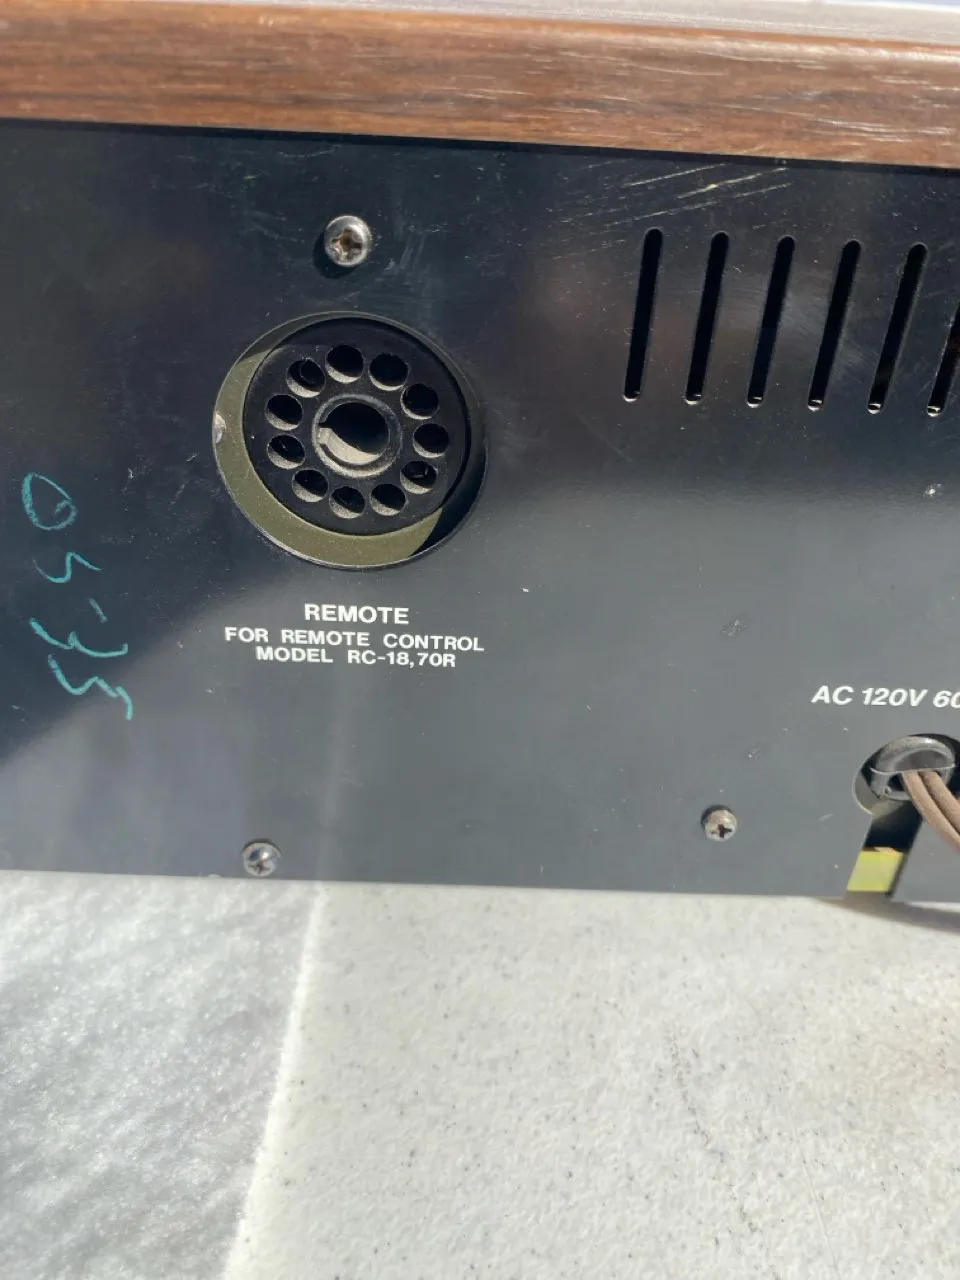 REMOTE
FOR REMOTE CONTROL
MODEL RC-18,70R
AC 120V 60